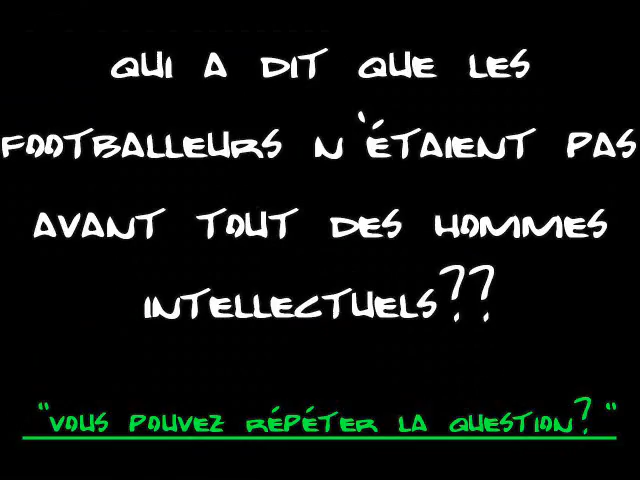 QUI A DIT QUE LES
FOOTBALLEURS N'ÉTAIENT PAS
AVANT TOUT DES HOMMES
INTELLECTUELS??
"VOUS POUVEZ RÉPÉTER LA QUESTION?"